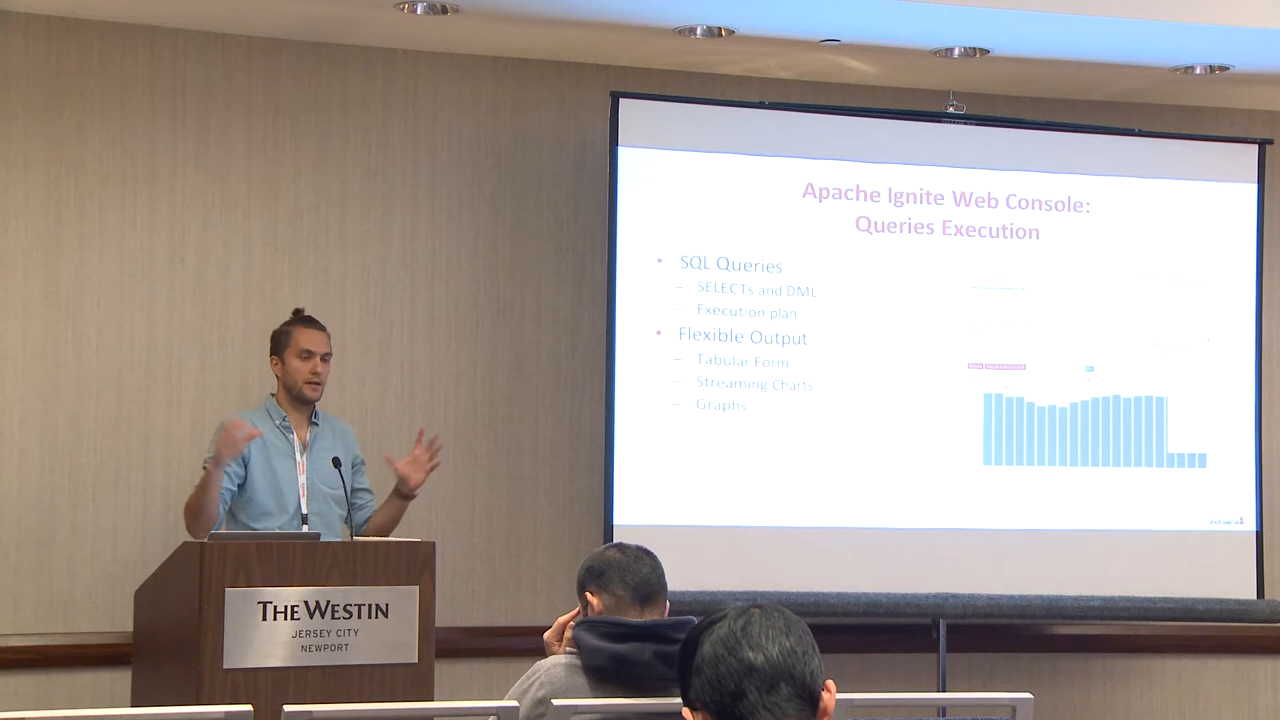 Apache Ignite Web Console:
Queries Execution
• SQL Queries
– SELECTs and DML
– Execution plan
• Flexible Output
– Tabular Form
– Streaming Charts
– Graphs
THE WESTIN
JERSEY CITY
NEWPORT